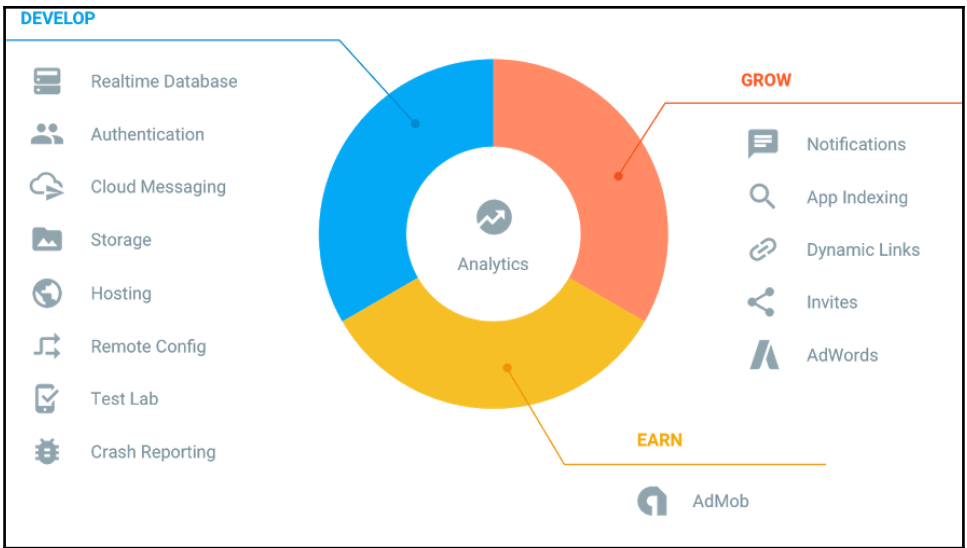 DEVELOP
Realtime Database
Authentication
Cloud Messaging
Storage
Hosting
Remote Config
Test Lab
Crash Reporting
Analytics
GROW
Notifications
App Indexing
Dynamic Links
Invites
AdWords
EARN
AdMob